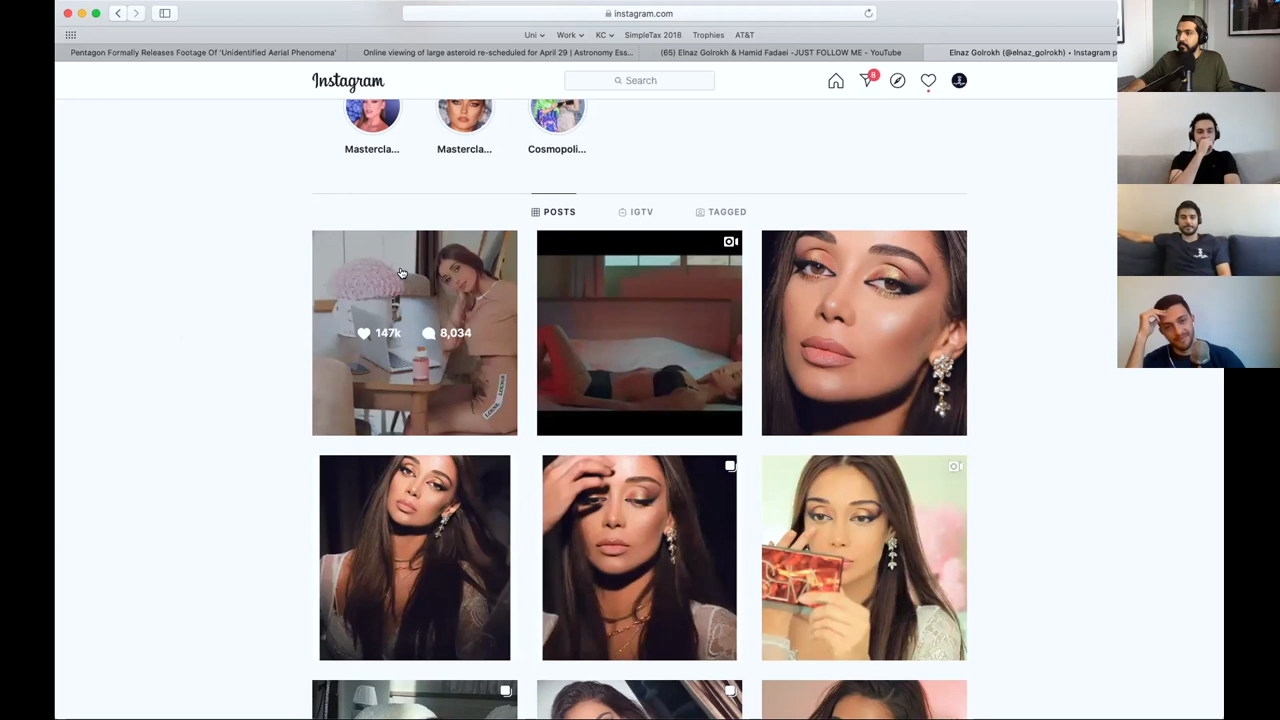 instagram.com
Uni Work KC SimpleTax 2018 Trophies AT&T
Pentagon Formally Releases Footage Of 'Unidentified Aerial Phenomena' Online viewing of large asteroid re-scheduled for April 29 | Astronomy Ess... (65) Elnaz Golrokh & Hamid Fadaei -JUST FOLLOW ME - YouTube Elnaz Golrokh (@elnaz_golrokh) • Instagram p
Instagram Search 8
Mastercla... Mastercla... Cosmopoli...
POSTS IGTV TAGGED
147k 8,034